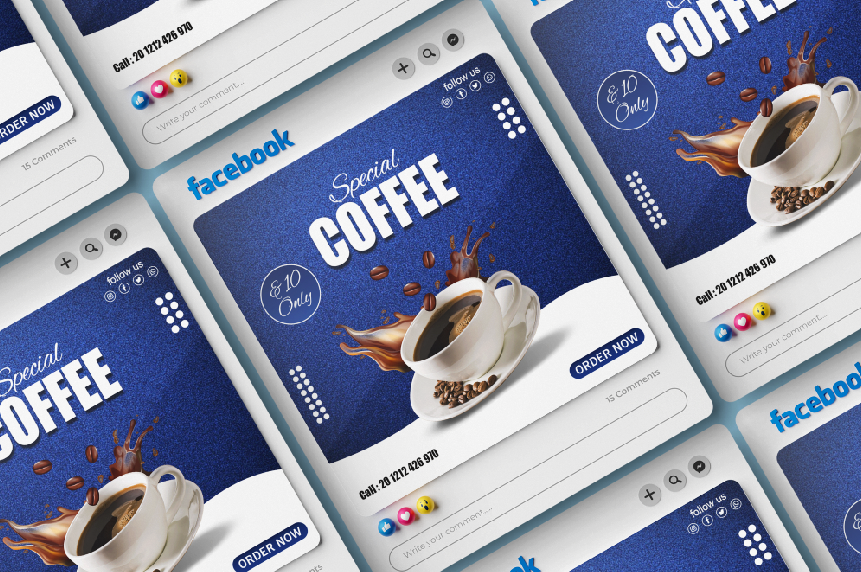 Call : 20 1212 426 970
Write your comment....
ORDER NOW
15 Comments
facebook
follow us
Special
COFFEE
& 10
Only
ORDER NOW
15 Comments
Call : 20 1212 426 970
Write your comment....
COFFEE
& 10
Only
Call : 20 1212 426 970
Write your comment....
follow us
Special
COFFEE
ORDER NOW
facebook
follow us